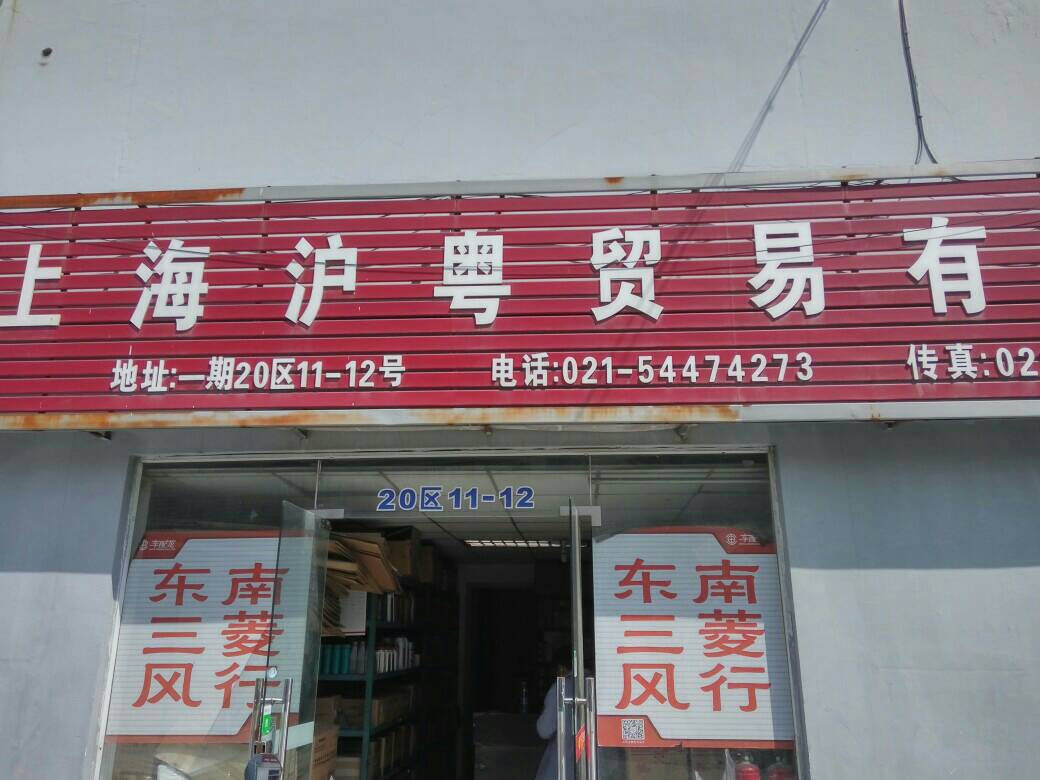 上海沪粤贸易有
地址:一期20区11-12号 电话:021-54474273 传真:02
20区11-12
东南
三菱
风行
东南
三菱
风行